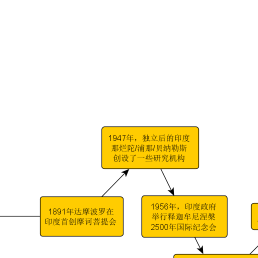 1947年，独立后的印度
那烂陀/浦那/贝纳勒斯
创设了一些研究机构
1891年达摩波罗在
印度首创摩诃菩提会
1956年，印度政府
举行释迦牟尼涅槃
2500年国际纪念会